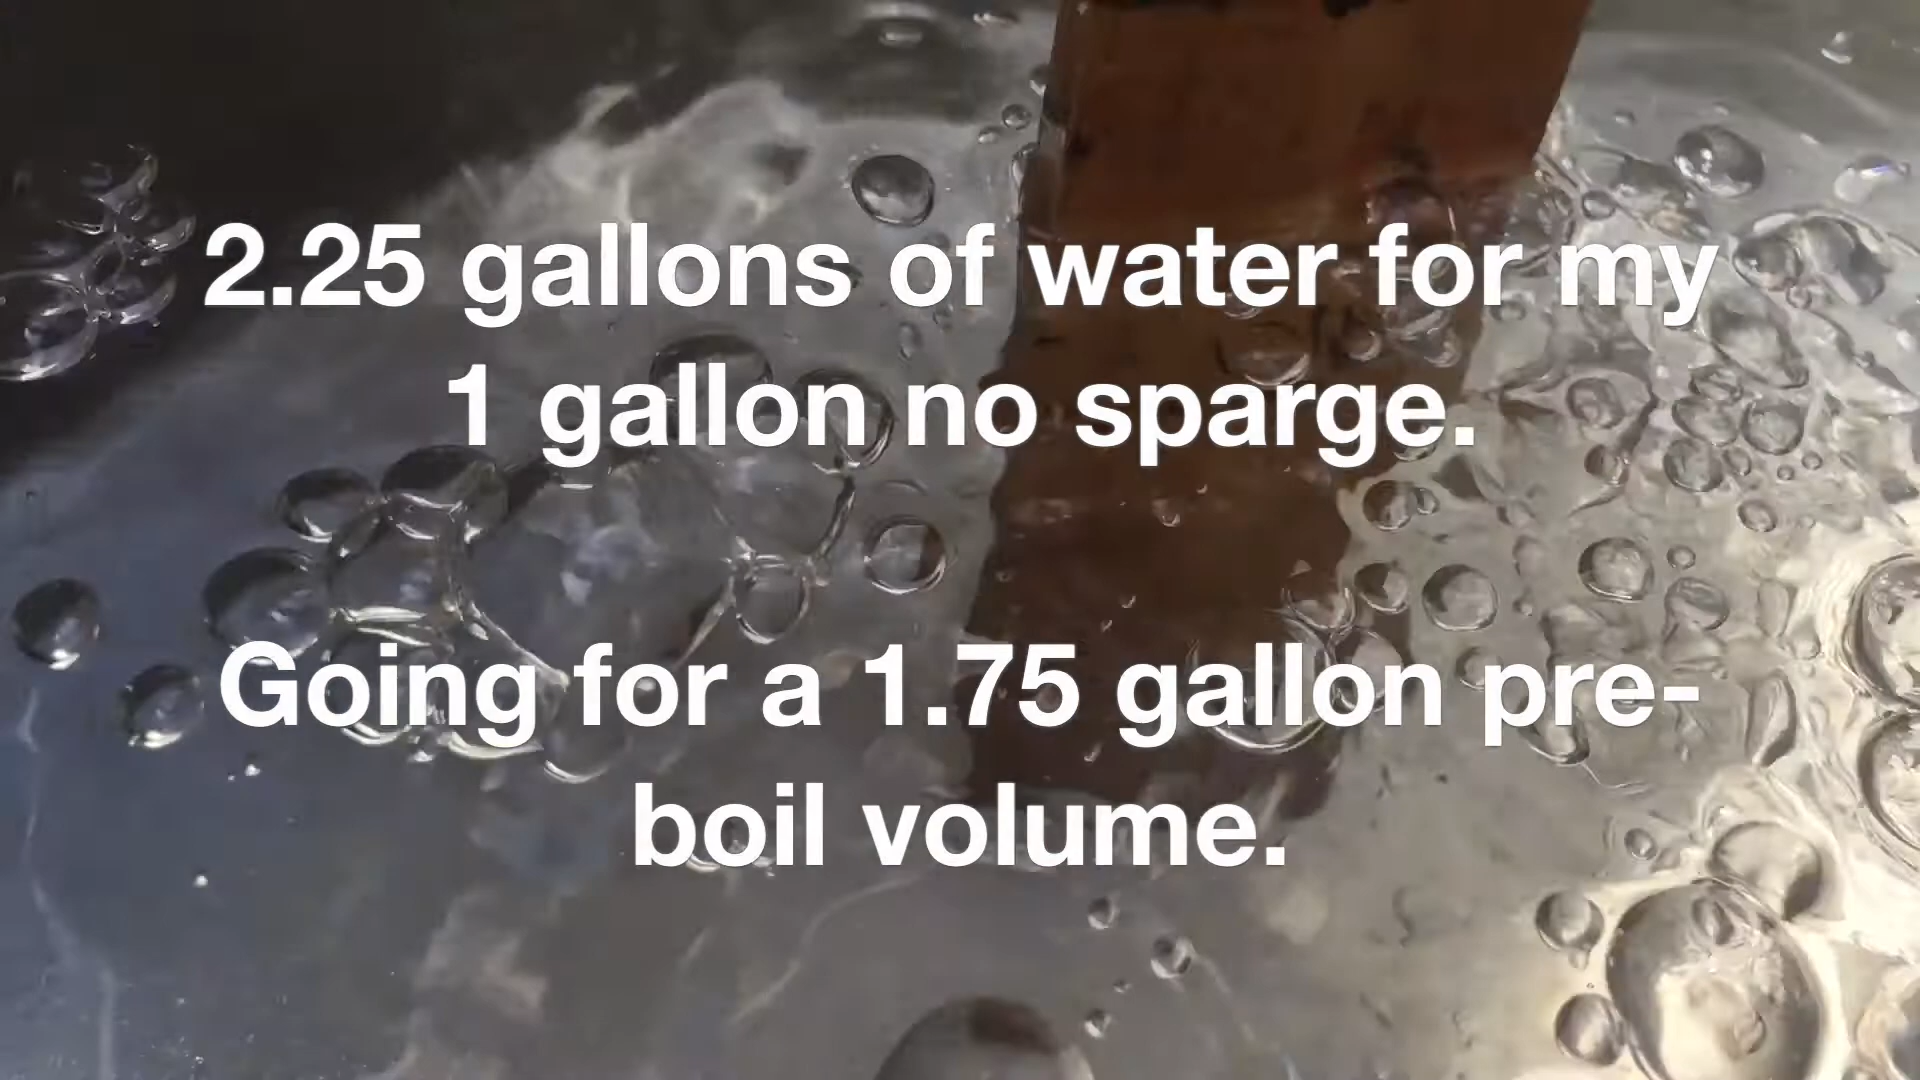 2.25 gallons of water for my
1 gallon no sparge.
Going for a 1.75 gallon pre-
boil volume.